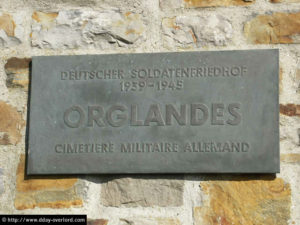 DEUTSCHER SOLDATENFRIEDHOF
1939-1945
ORGLANDES
CIMETIERE MILITAIRE ALLEMAND
© http://www.dday-overlord.com